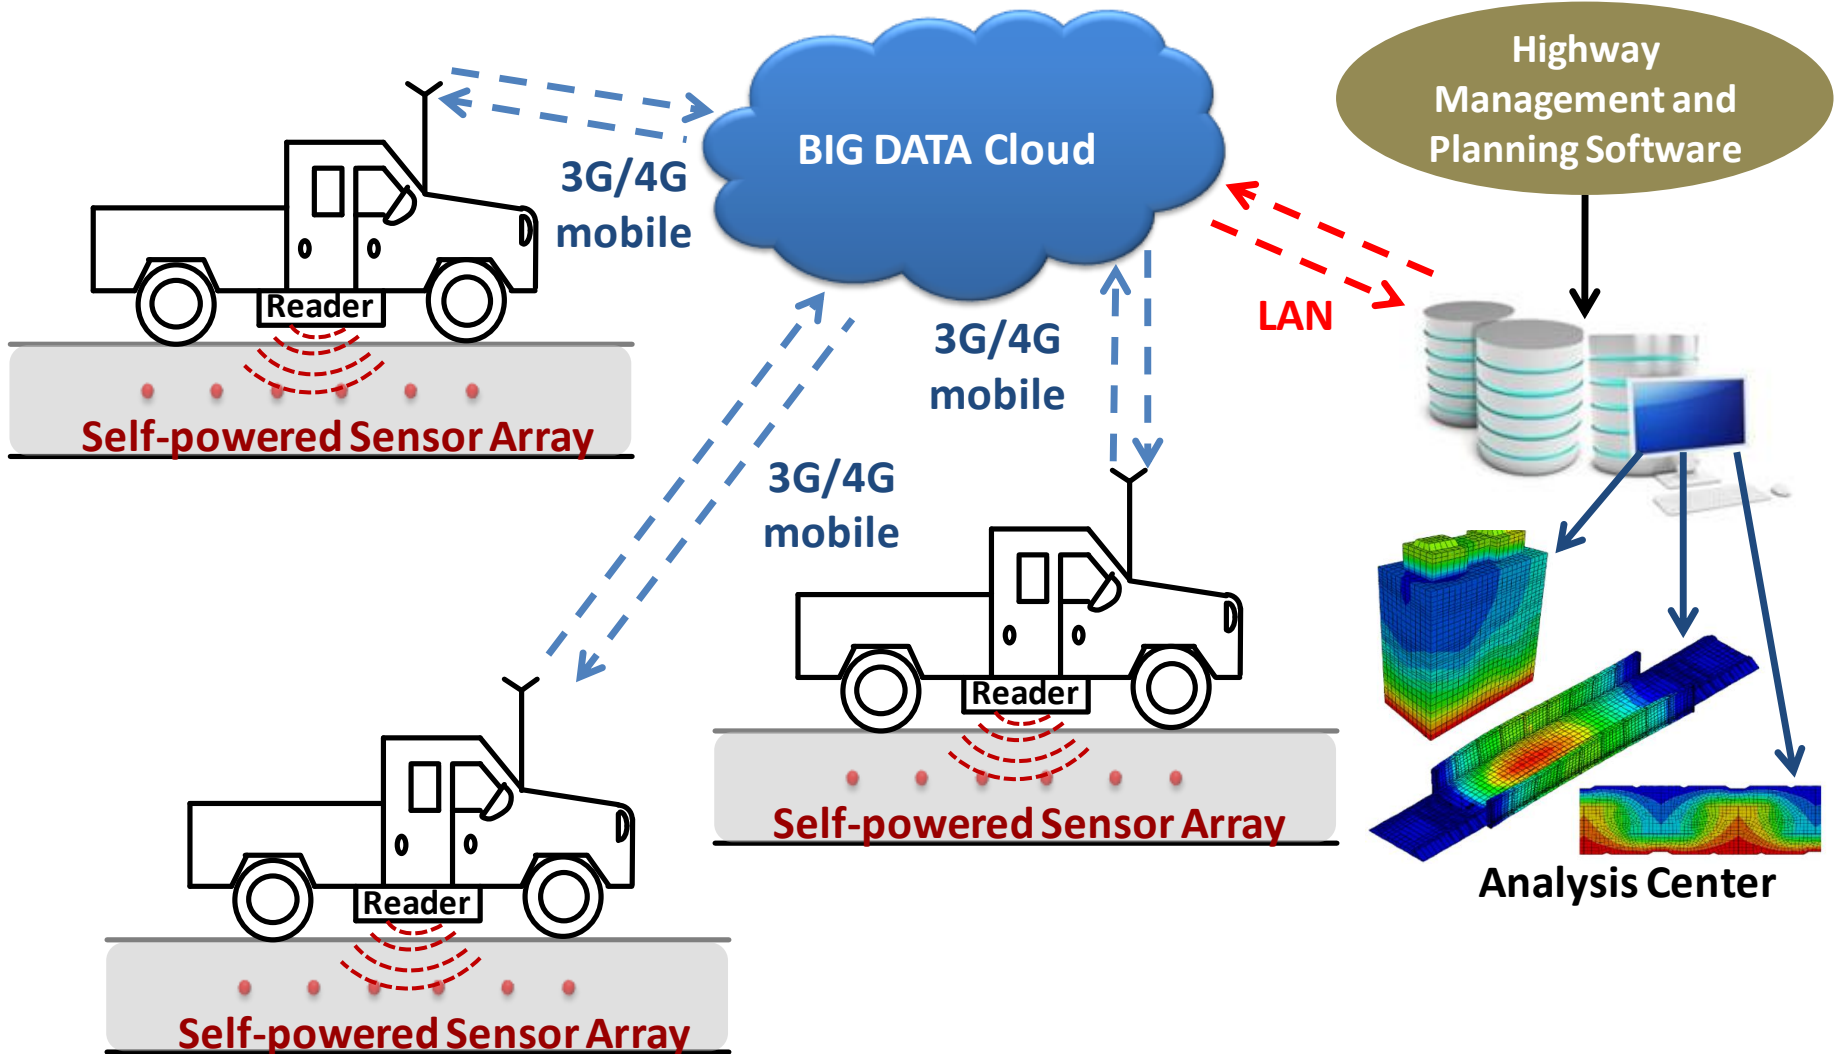 BIG DATA Cloud
Highway
Management and
Planning Software
3G/4G
mobile
Reader
Self-powered Sensor Array
LAN
3G/4G
mobile
3G/4G
mobile
Reader
Self-powered Sensor Array
Analysis Center
Reader
Self-powered Sensor Array